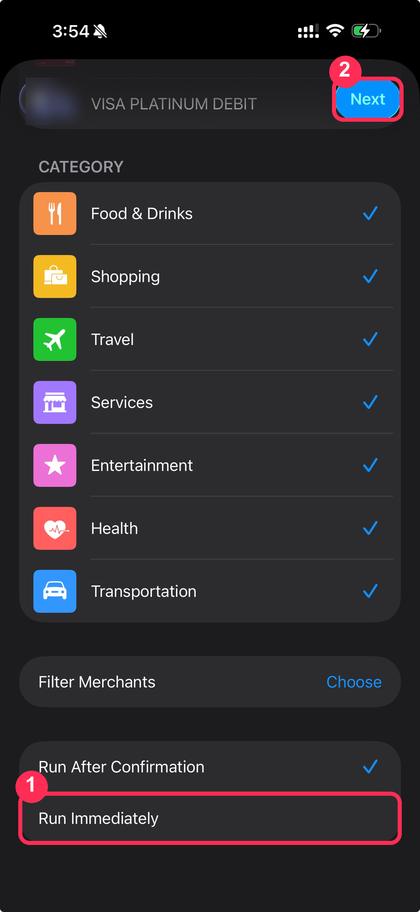 3:54
2
VISA PLATINUM DEBIT
Next
CATEGORY
Food & Drinks
Shopping
Travel
Services
Entertainment
Health
Transportation
Filter Merchants Choose
Run After Confirmation
1
Run Immediately